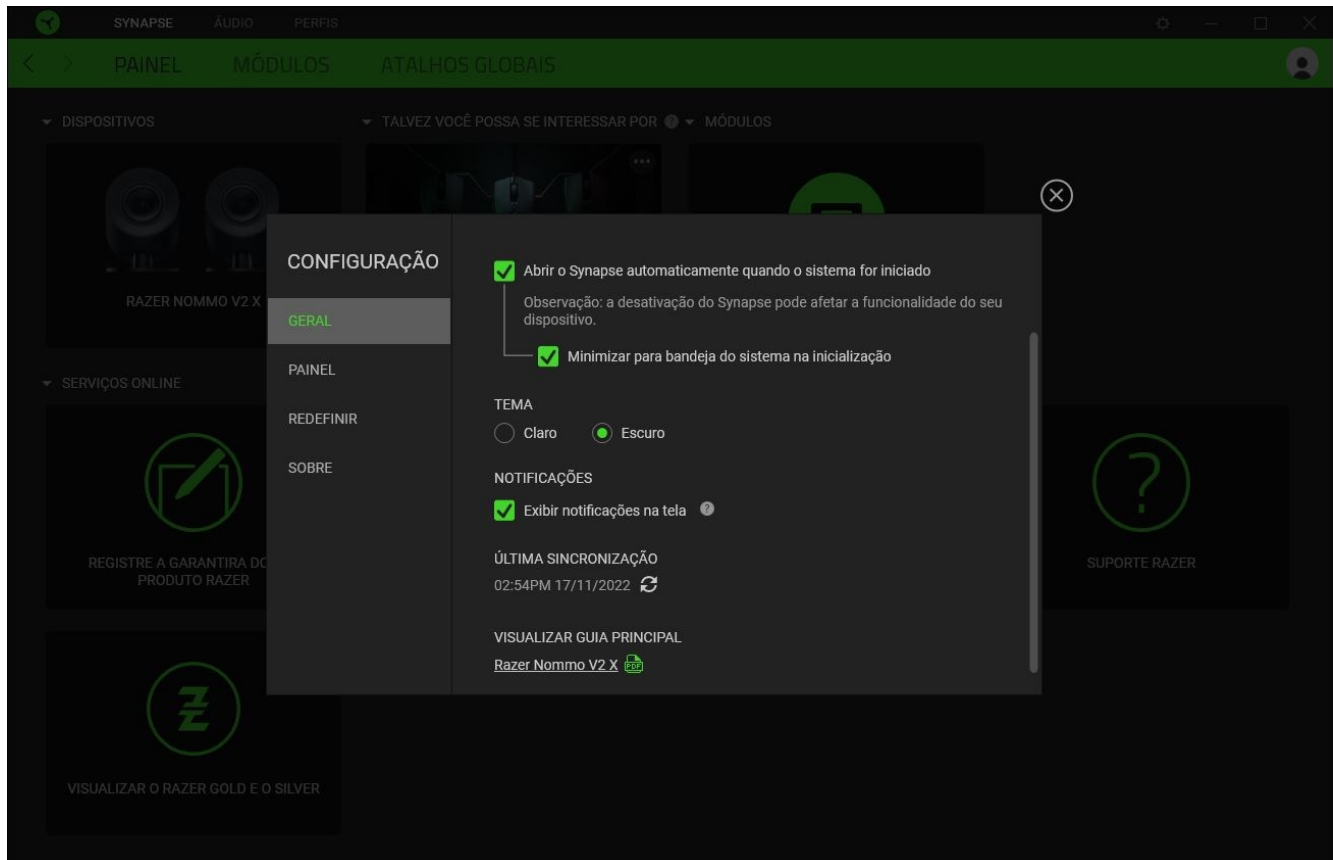 SYNAPSE ÁUDIO PERFIS
PAINEL MÓDULOS ATALHOS GLOBAIS
DISPOSITIVOS
TALVEZ VOCÊ POSSA SE INTERESSAR POR
MÓDULOS
RAZER NOMMO V2 X
SERVIÇOS ONLINE
REGISTRE A GARANTIRA DO
PRODUTO RAZER
SUPORTE RAZER
VISUALIZAR O RAZER GOLD E O SILVER
CONFIGURAÇÃO
GERAL
PAINEL
REDEFINIR
SOBRE
Abrir o Synapse automaticamente quando o sistema for iniciado
Observação: a desativação do Synapse pode afetar a funcionalidade do seu
dispositivo.
Minimizar para bandeja do sistema na inicialização
TEMA
Claro Escuro
NOTIFICAÇÕES
Exibir notificações na tela ?
ÚLTIMA SINCRONIZAÇÃO
02:54PM 17/11/2022
VISUALIZAR GUIA PRINCIPAL
Razer Nommo V2 X PDF